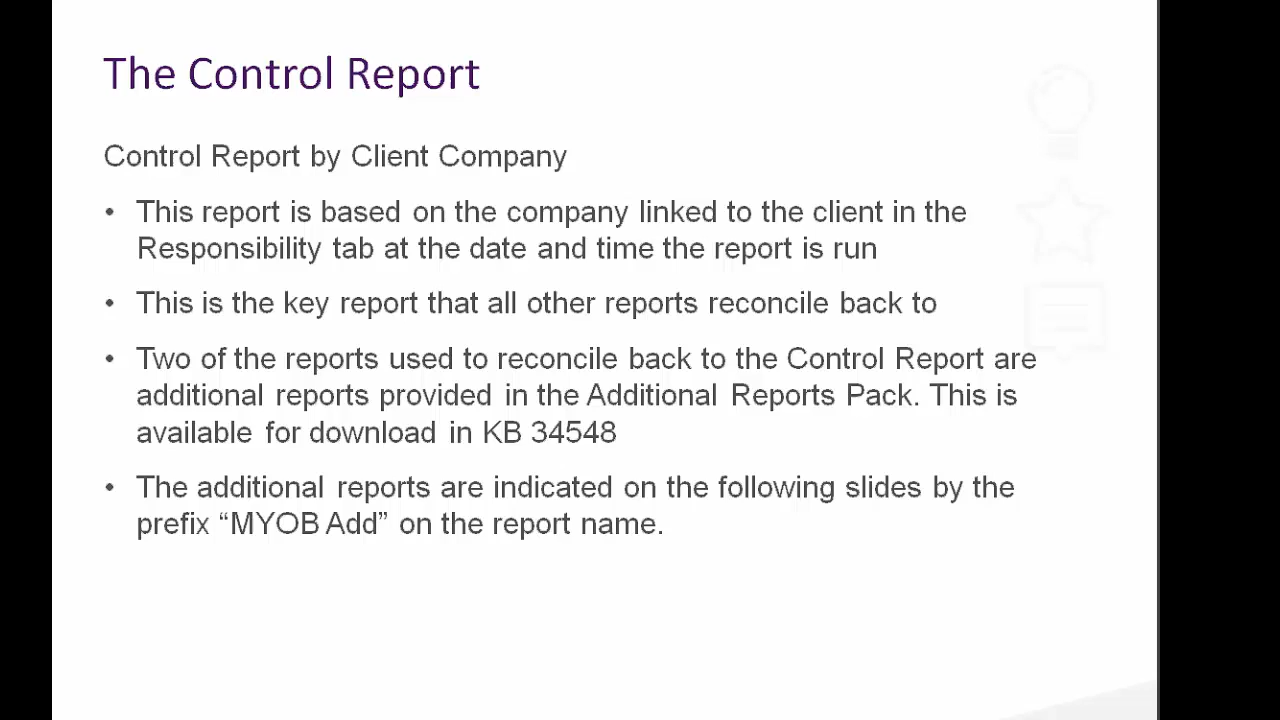 The Control Report
Control Report by Client Company
• This report is based on the company linked to the client in the
Responsibility tab at the date and time the report is run
• This is the key report that all other reports reconcile back to
• Two of the reports used to reconcile back to the Control Report are
additional reports provided in the Additional Reports Pack. This is
available for download in KB 34548
• The additional reports are indicated on the following slides by the
prefix “MYOB Add” on the report name.